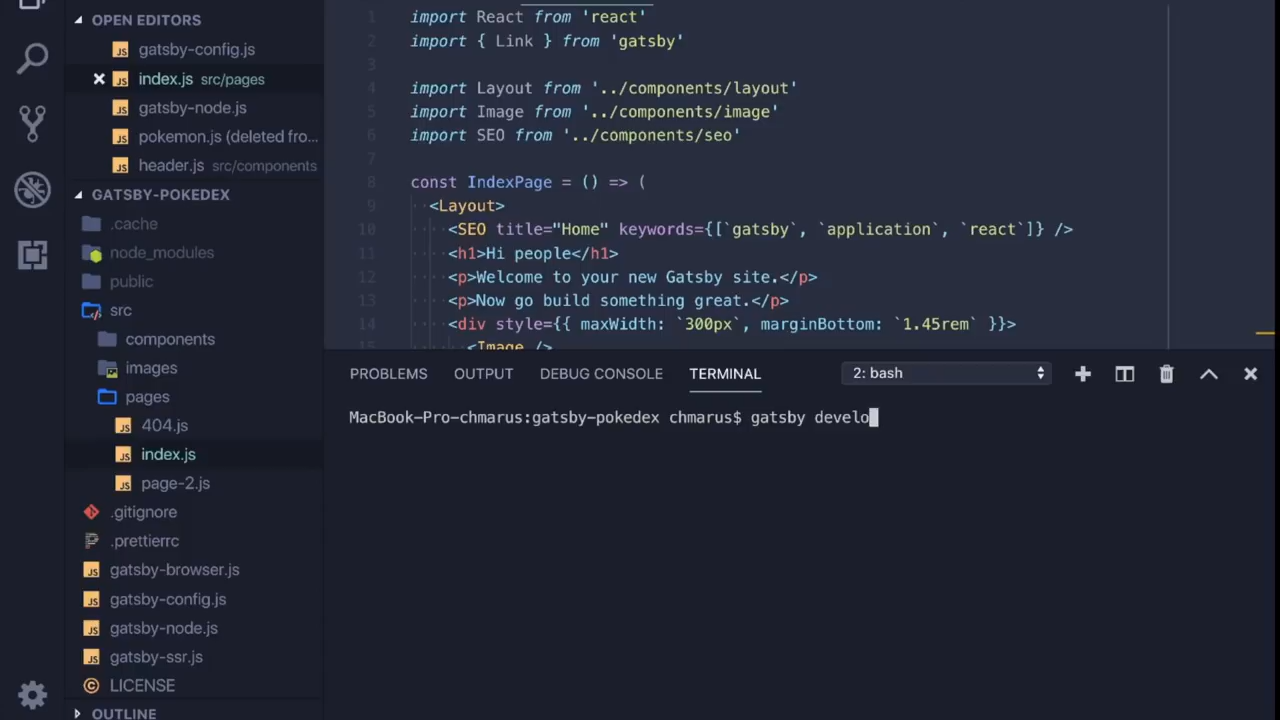 OPEN EDITORS
gatsby-config.js
index.js src/pages
gatsby-node.js
pokemon.js (deleted fro...
header.js src/components
GATSBY-POKEDEX
.cache
node_modules
public
src
components
images
pages
404.js
index.js
page-2.js
.gitignore
.prettierrc
gatsby-browser.js
gatsby-config.js
gatsby-node.js
gatsby-ssr.js
LICENSE
OUTLINE
1 import React from 'react'
2 import { Link } from 'gatsby'
3
4 import Layout from '../components/layout'
5 import Image from '../components/image'
6 import SEO from '../components/seo'
7
8 const IndexPage = () => (
9 <Layout>
10 <SEO title="Home" keywords={[`gatsby`, `application`, `react`]} />
11 <h1>Hi people</h1>
12 <p>Welcome to your new Gatsby site.</p>
13 <p>Now go build something great.</p>
14 <div style={{ maxWidth: `300px`, marginBottom: `1.45rem` }}>
15 <Image />
PROBLEMS OUTPUT DEBUG CONSOLE TERMINAL 2: bash
MacBook-Pro-chmarus:gatsby-pokedex chmarus$ gatsby develo